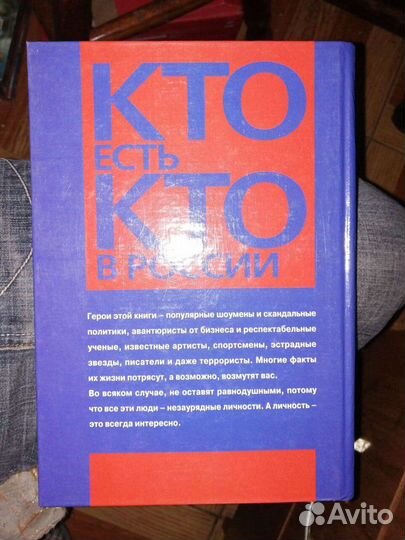 КТО
ЕСТЬ
КТО
В РОССИИ
Герои этой книги – популярные шоумены и скандальные
политики, авантюристы от бизнеса и респектабельные
ученые, известные артисты, спортсмены, эстрадные
звезды, писатели и даже террористы. Многие факты
их жизни потрясут, а возможно, возмутят вас.
Во всяком случае, не оставят равнодушными, потому
что все эти люди – незаурядные личности. А личность –
это всегда интересно.
Avito